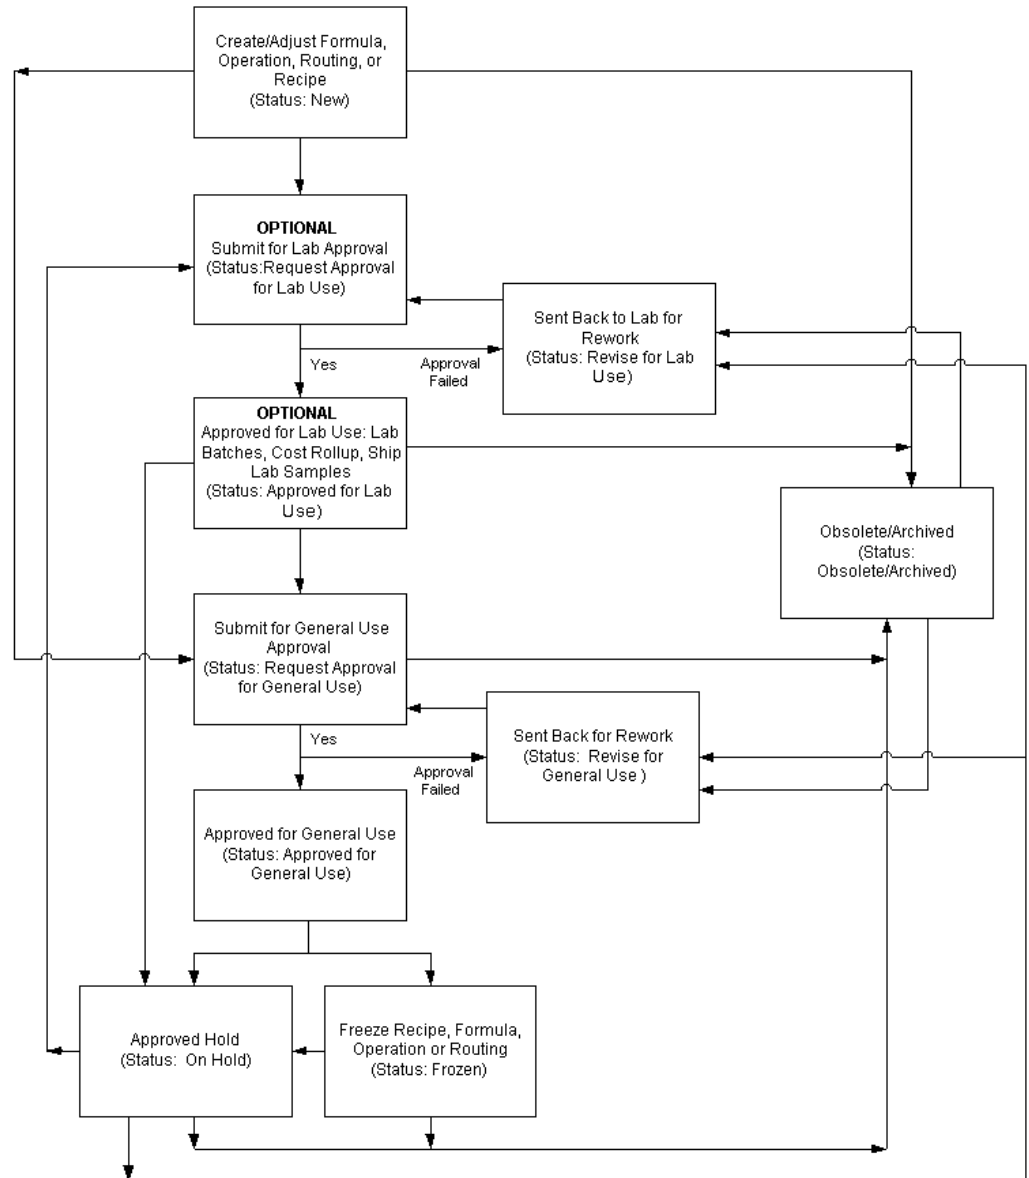 Create/Adjust Formula,
Operation, Routing, or
Recipe
(Status: New)
OPTIONAL
Submit for Lab Approval
(Status:Request Approval
for Lab Use)
Sent Back to Lab for
Rework
(Status: Revise for Lab
Use)
Yes
Approval
Failed
OPTIONAL
Approved for Lab Use: Lab
Batches, Cost Rollup, Ship
Lab Samples
(Status: Approved for Lab
Use)
Obsolete/Archived
(Status:
Obsolete/Archived)
Submit for General Use
Approval
(Status: Request Approval
for General Use)
Sent Back for Rework
(Status:  Revise for
General Use )
Yes
Approval
Failed
Approved for General Use
(Status: Approved for
General Use)
Approved Hold
(Status:  On Hold)
Freeze Recipe, Formula,
Operation or Routing
(Status: Frozen)